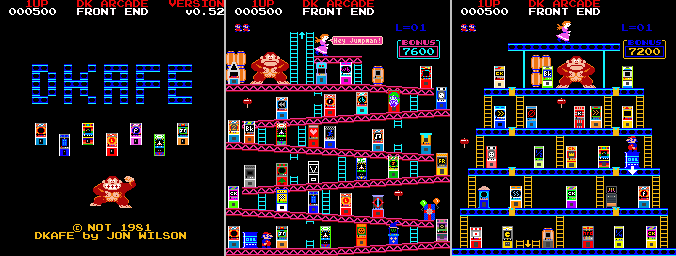 1UP DK ARCADE VERSION
000500 FRONT END v0.52
DKAFE
© NOT 1981
DKAFE by JON WILSON
1UP DK ARCADE
000500 FRONT END
L=01
Hey Jumpman!
BONUS
7600
1UP DK ARCADE
000500 FRONT END
L=01
BONUS
7200